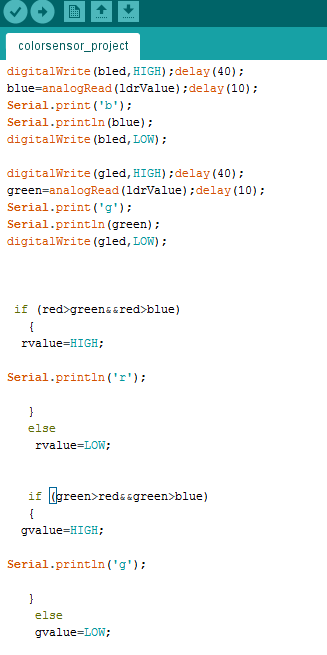 colorsensor_project
digitalWrite(bled,HIGH);delay(40);
blue=analogRead(ldrValue);delay(10);
Serial.print('b');
Serial.println(blue);
digitalWrite(bled,LOW);
digitalWrite(gled,HIGH);delay(40);
green=analogRead(ldrValue);delay(10);
Serial.print('g');
Serial.println(green);
digitalWrite(gled,LOW);
if (red>green&&red>blue)
{
rvalue=HIGH;
Serial.println('r');
}
else
rvalue=LOW;
if (green>red&&green>blue)
{
gvalue=HIGH;
Serial.println('g');
}
else
gvalue=LOW;